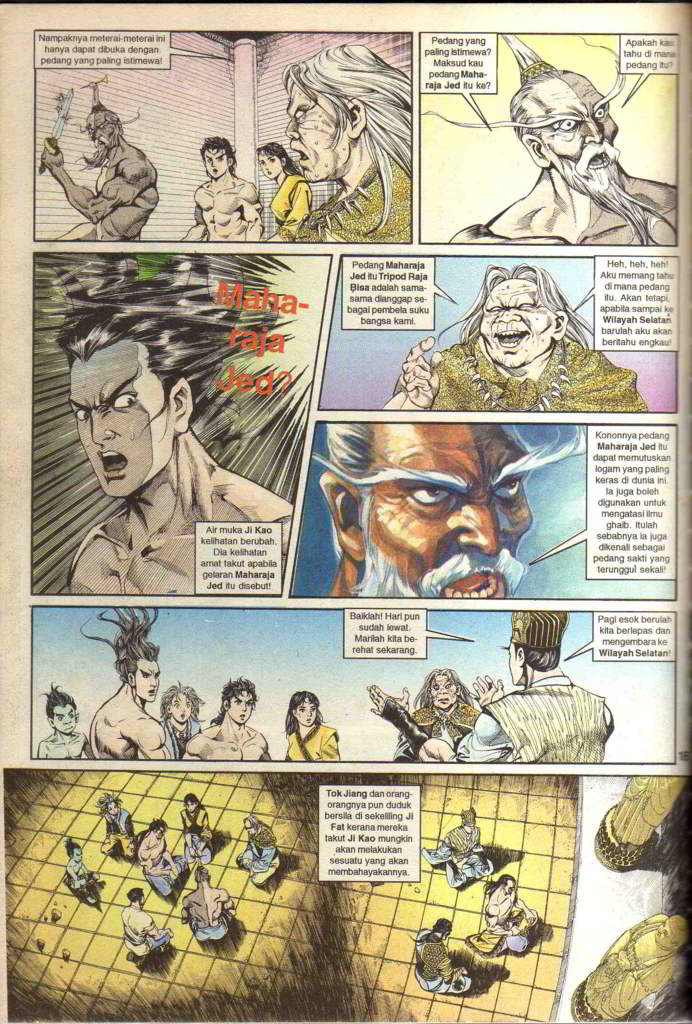 Nampaknya meterai-meterai ini
hanya dapat dibuka dengan
pedang yang paling istimewa!
Pedang yang
paling istimewa?
Maksud kau
pedang Maha-
raja Jed itu ke?
Apakah kau
tahu di mana
pedang itu?
Maha-
raja
Jed?
Air muka Ji Kao
kelihatan berubah.
Dia kelihatan
amat takut apabila
gelaran Maharaja
Jed itu disebut!
Pedang Maharaja
Jed itu Tripod Raja
Bisa adalah sama-
sama dianggap se-
bagai pembela suku
bangsa kami.
Heh, heh, heh!
Aku memang tahu
di mana pedang
itu. Akan tetapi,
apabila sampai ke
Wilayah Selatan
barulah aku akan
beritahu engkau!
Kononnya pedang
Maharaja Jed itu
dapat memutuskan
logam yang paling
keras di dunia ini.
Ia juga boleh
digunakan untuk
mengatasi ilmu
ghaib. Itulah
sebabnya ia juga
dikenali sebagai
pedang sakti yang
terunggul sekali!
Baiklah! Hari pun
sudah lewat.
Marilah kita be-
rehat sekarang.
Pagi esok berulah
kita berlepas dan
mengembara ke
Wilayah Selatan!
Tok Jiang dan orang-
orangnya pun duduk
bersila di sekeliling Ji
Fat kerana mereka
takut Ji Kao mungkin
akan melakukan
sesuatu yang akan
membahayakannya.